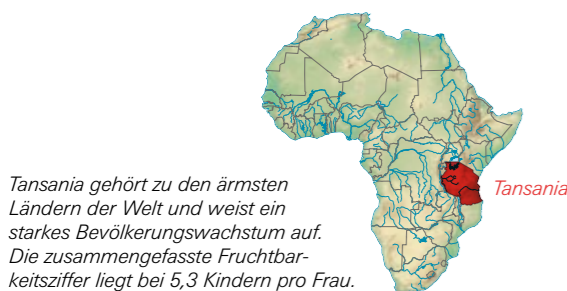 Tansania
Tansania gehört zu den ärmsten
Ländern der Welt und weist ein
starkes Bevölkerungswachstum auf.
Die zusammengefasste Fruchtbar-
keitsziffer liegt bei 5,3 Kindern pro Frau.